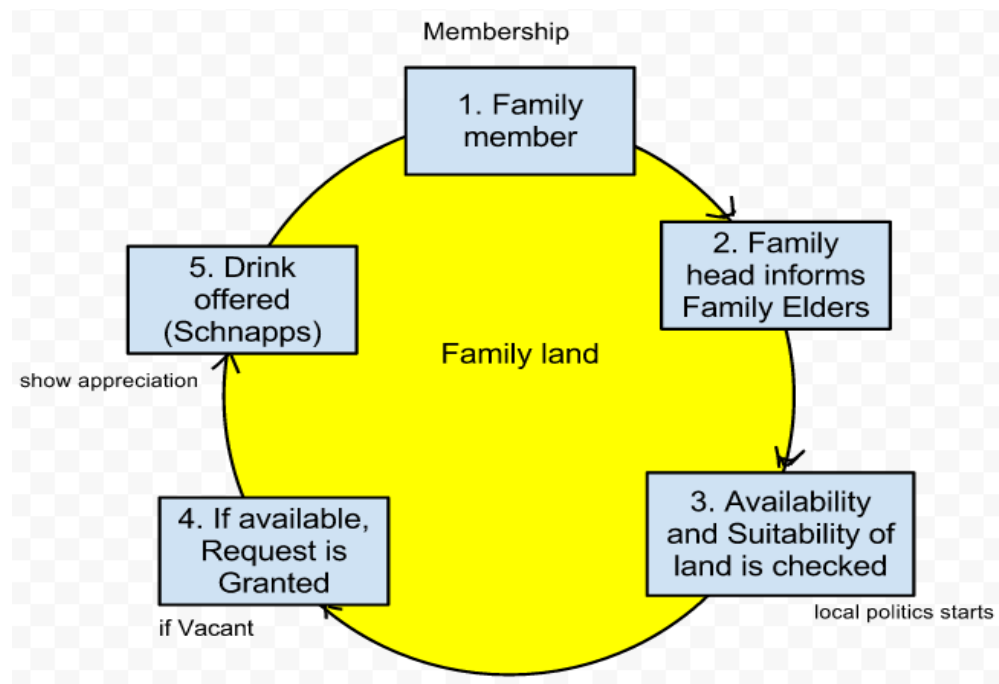 Membership
1. Family
member
2. Family
head informs
Family Elders
3. Availability
and Suitability of
land is checked
local politics starts
4. If available,
Request is
Granted
if Vacant
5. Drink
offered
(Schnapps)
show appreciation
Family land